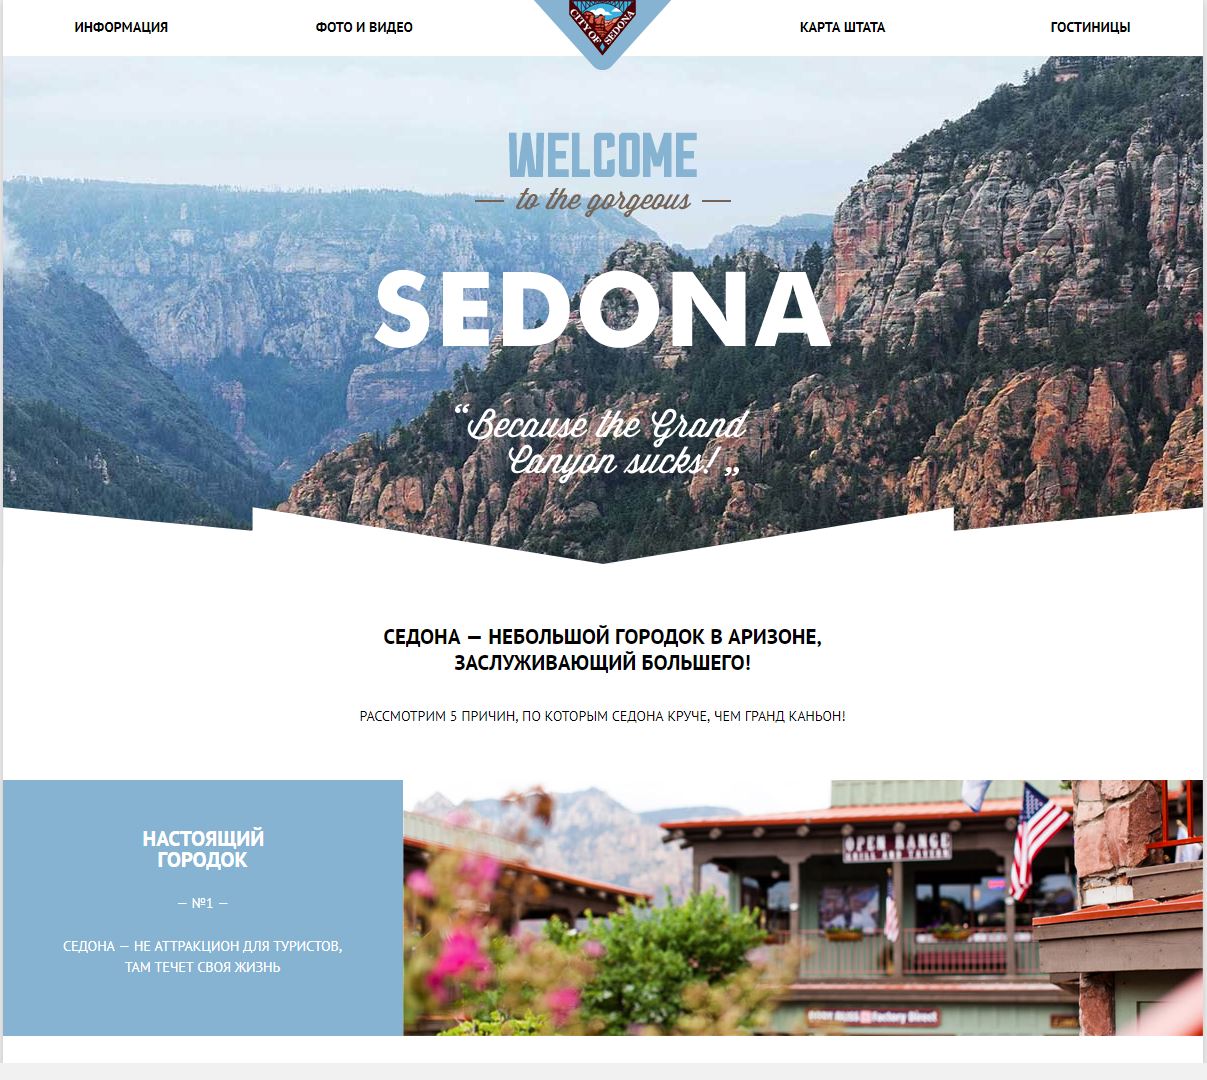 ИНФОРМАЦИЯ
ФОТО И ВИДЕО
CITY OF SEDONA
КАРТА ШТАТА
ГОСТИНИЦЫ
WELCOME
— to the gorgeous —
SEDONA
“Because the Grand
Canyon sucks!„
СЕДОНА — НЕБОЛЬШОЙ ГОРОДОК В АРИЗОНЕ,
ЗАСЛУЖИВАЮЩИЙ БОЛЬШЕГО!
РАССМОТРИМ 5 ПРИЧИН, ПО КОТОРЫМ СЕДОНА КРУЧЕ, ЧЕМ ГРАНД КАНЬОН!
НАСТОЯЩИЙ
ГОРОДОК
— №1 —
СЕДОНА — НЕ АТТРАКЦИОН ДЛЯ ТУРИСТОВ,
ТАМ ТЕЧЕТ СВОЯ ЖИЗНЬ
OPEN RANGE
GRILL AND TAVERN
Factory Direct